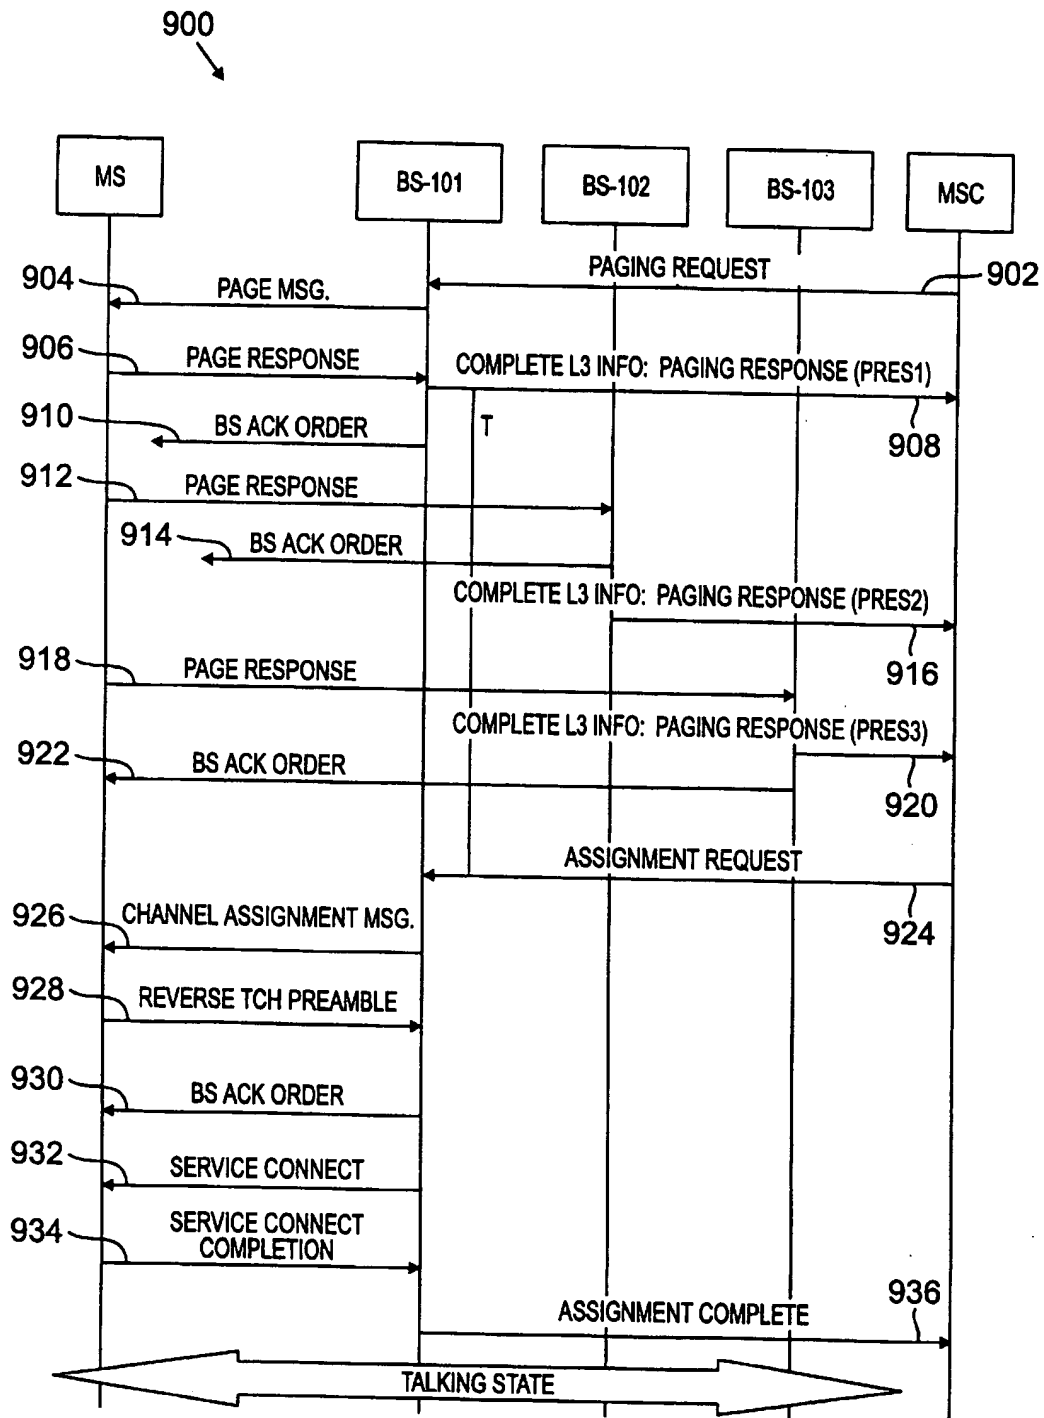 900
MS
BS-101
BS-102
BS-103
MSC
PAGING REQUEST
902
904
PAGE MSG.
906
PAGE RESPONSE
COMPLETE L3 INFO: PAGING RESPONSE (PRES1)
908
910
BS ACK ORDER
T
912
PAGE RESPONSE
914
BS ACK ORDER
COMPLETE L3 INFO: PAGING RESPONSE (PRES2)
916
918
PAGE RESPONSE
COMPLETE L3 INFO: PAGING RESPONSE (PRES3)
920
922
BS ACK ORDER
ASSIGNMENT REQUEST
924
926
CHANNEL ASSIGNMENT MSG.
928
REVERSE TCH PREAMBLE
930
BS ACK ORDER
932
SERVICE CONNECT
934
SERVICE CONNECT
COMPLETION
936
ASSIGNMENT COMPLETE
TALKING STATE